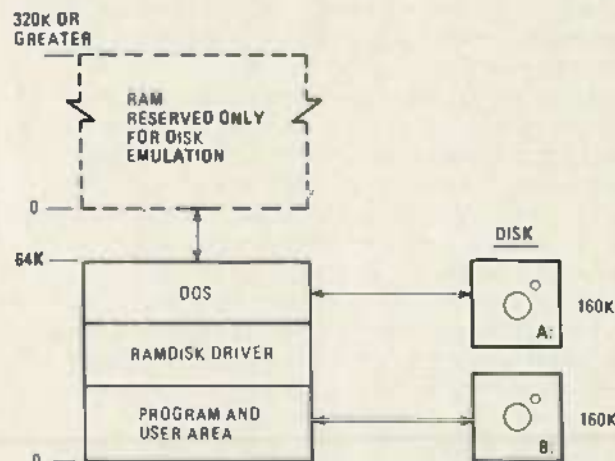 320K OR
GREATER
RAM
RESERVED ONLY
FOR DISK
EMULATION
0
64K
DISK
DOS
160K
A:
RAMDISK DRIVER
PROGRAM AND
USER AREA
160K
B:
0